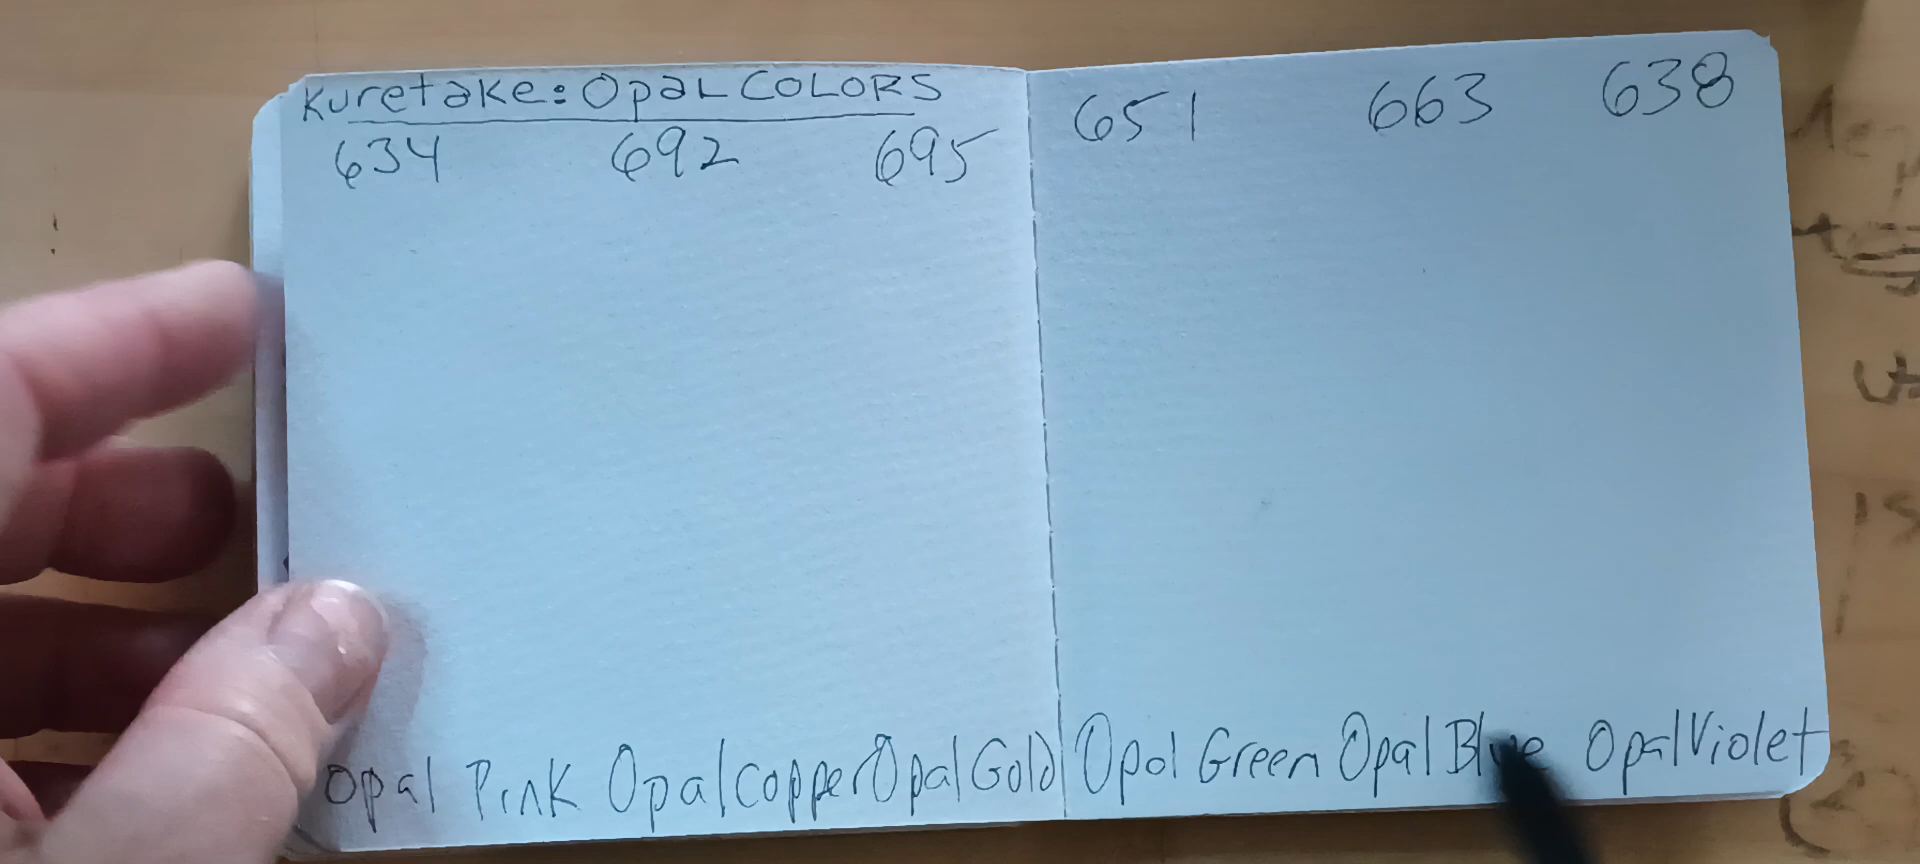 Kuretake: Opal COLORS
634 692 695
Opal Pink Opal Copper Opal Gold
651 663 638
Opal Green Opal Blue Opal Violet